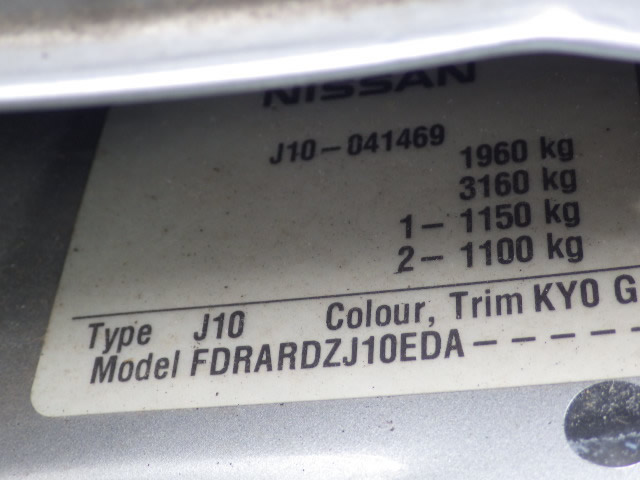 NISSAN
J10-041469
1960 kg
3160 kg
1- 1150 kg
2- 1100 kg
Type J10 Colour, Trim KY0 G
Model FDRARDZJ10EDA-----